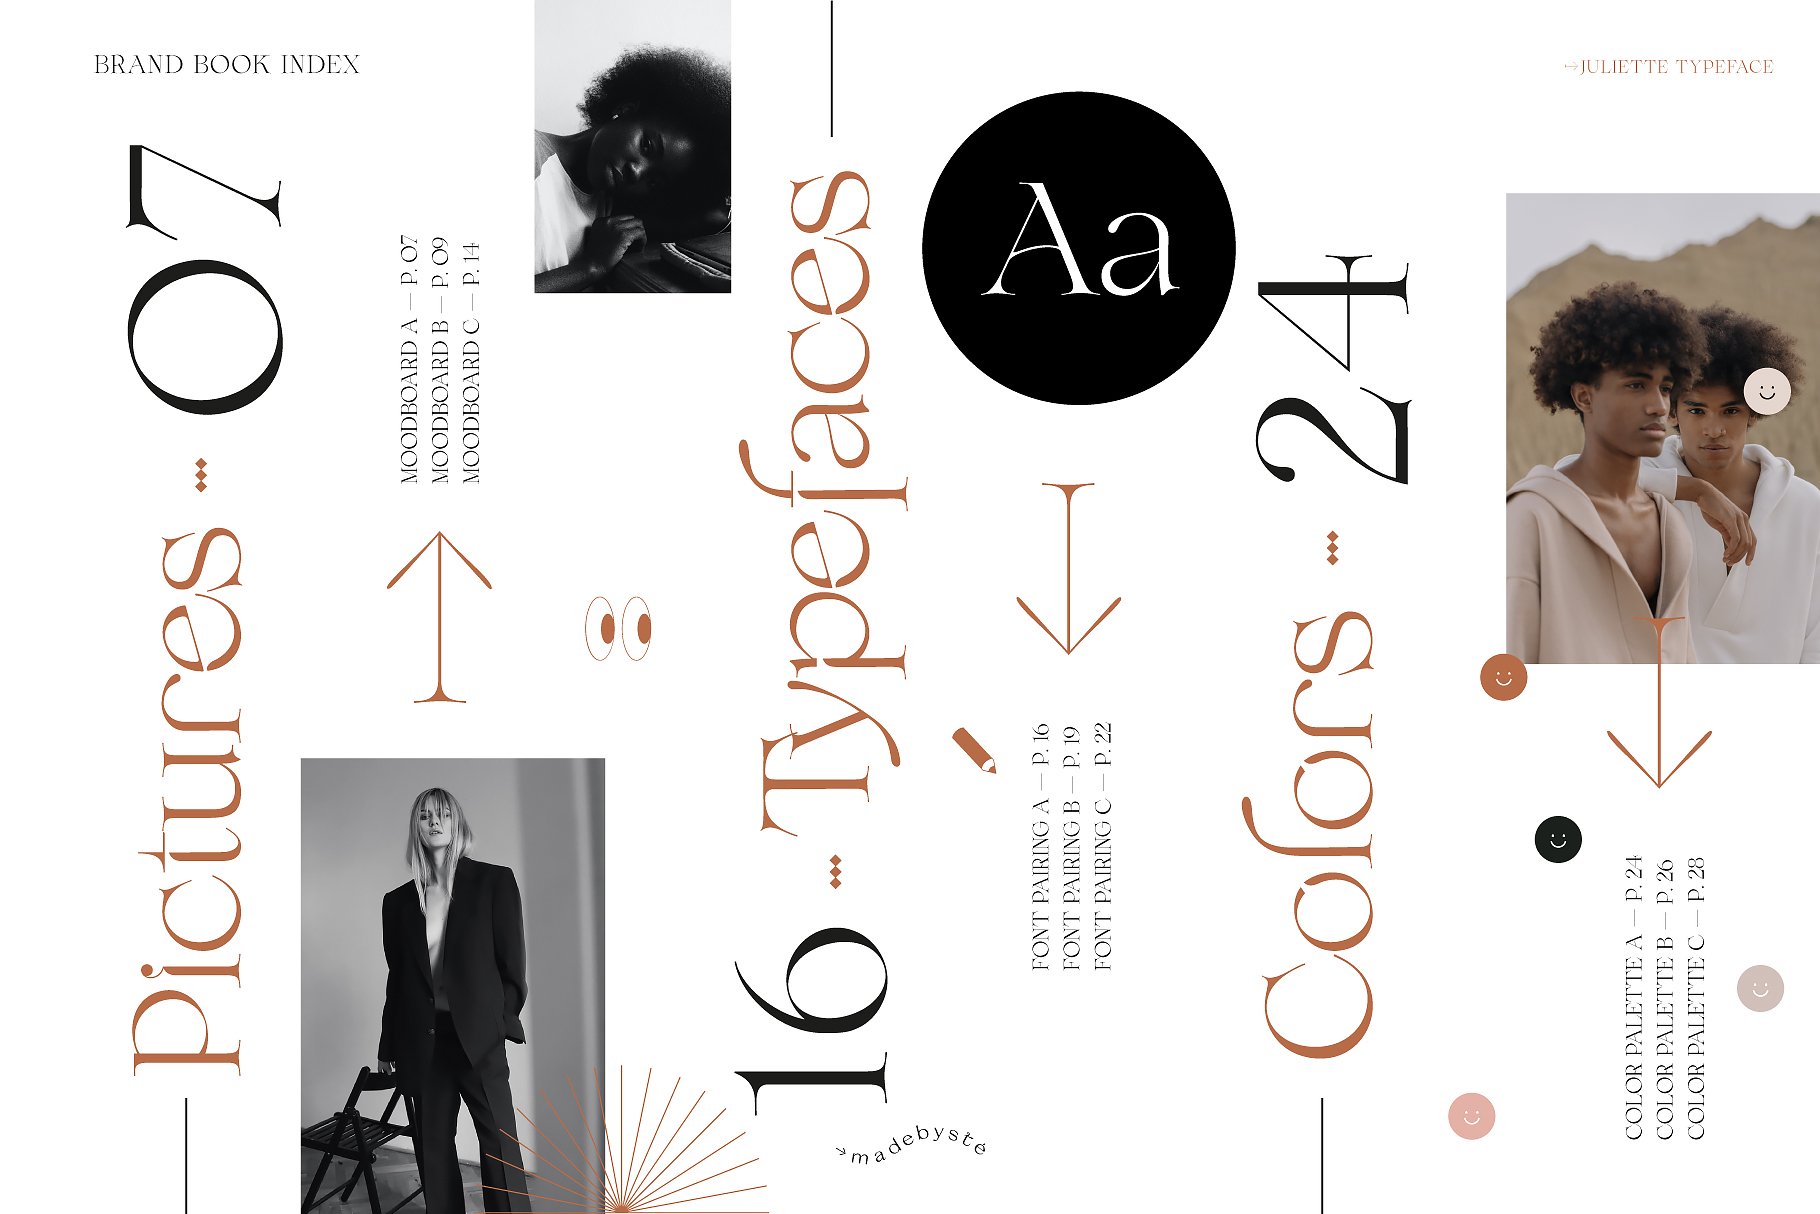 BRAND BOOK INDEX
→JULIETTE TYPEFACE
Pictures 07
MOODBOARD A — P. 07
MOODBOARD B — P. 09
MOODBOARD C — P. 14
16 Typefaces
Aa
FONT PAIRING A — P. 16
FONT PAIRING B — P. 19
FONT PAIRING C — P. 22
Colors 24
COLOR PALETTE A — P. 24
COLOR PALETTE B — P. 26
COLOR PALETTE C — P. 28
→madebysté